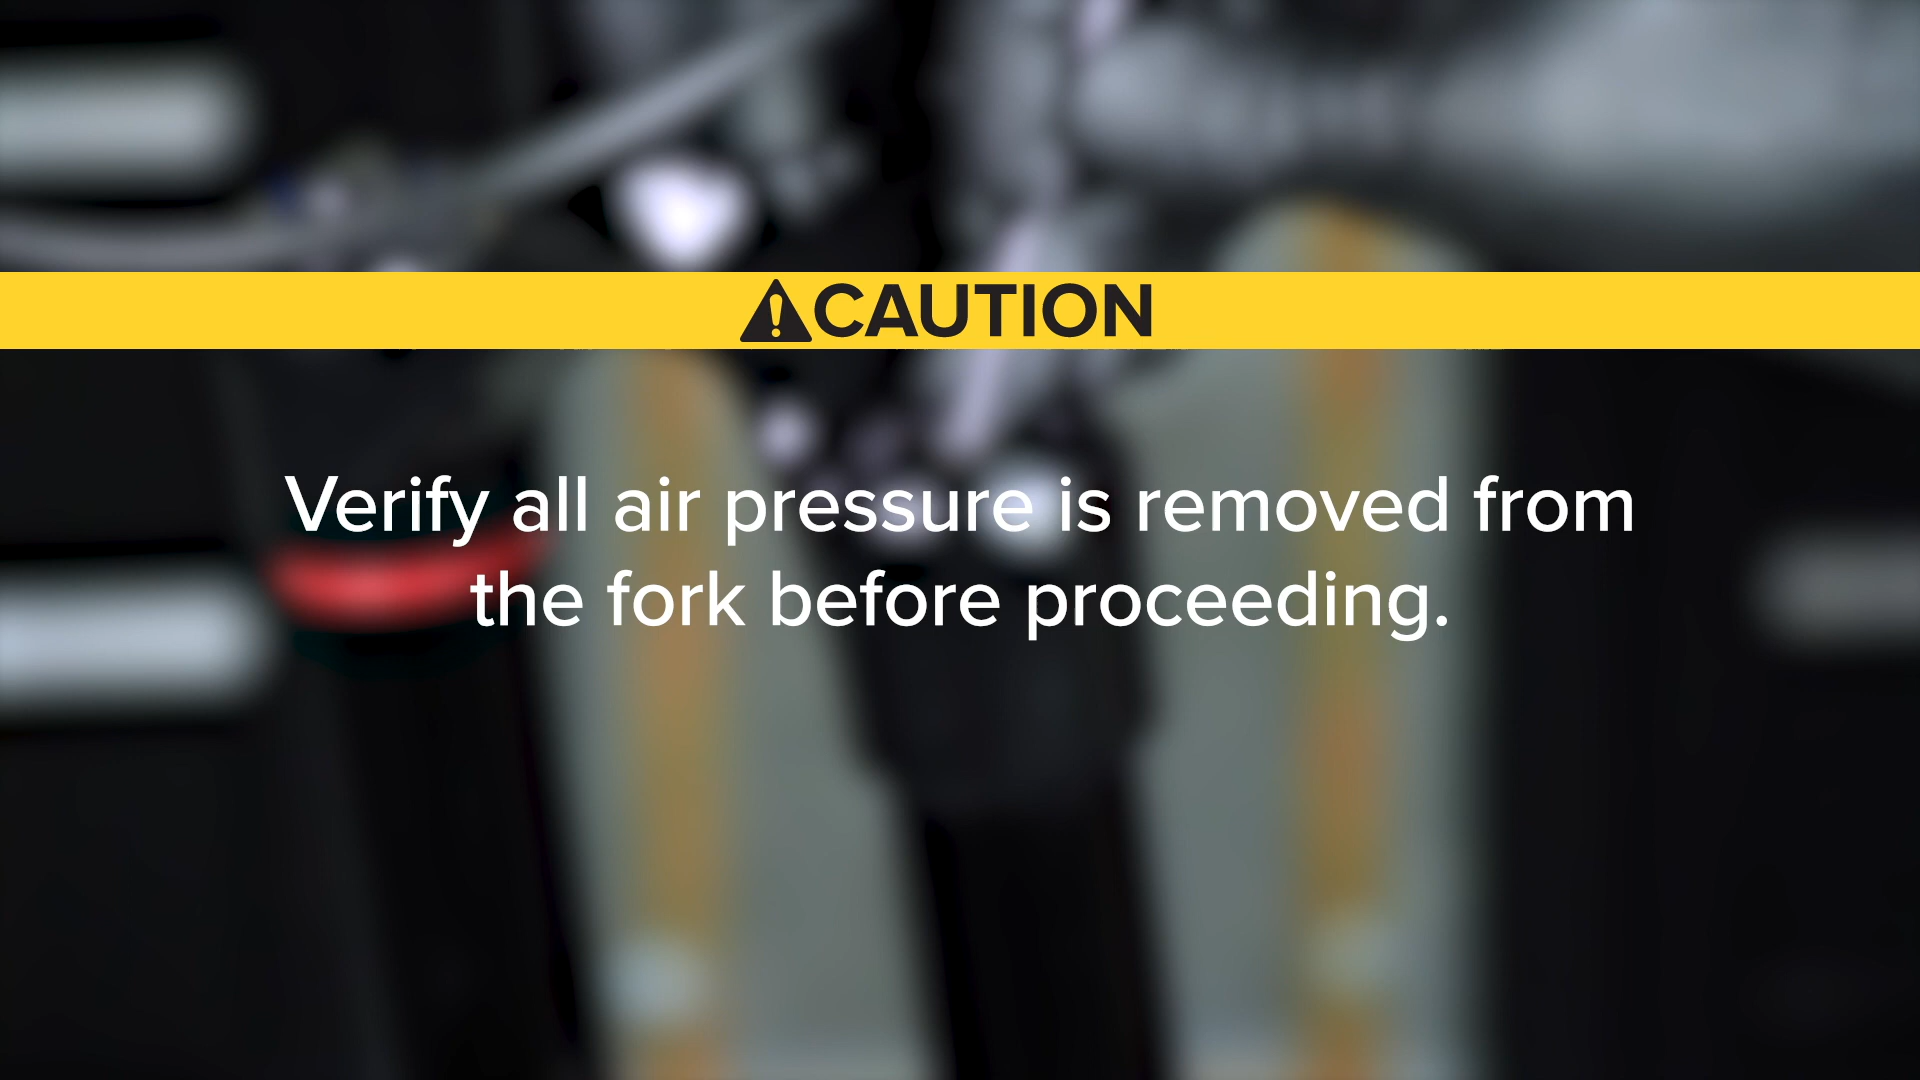 CAUTION
Verify all air pressure is removed from
the fork before proceeding.